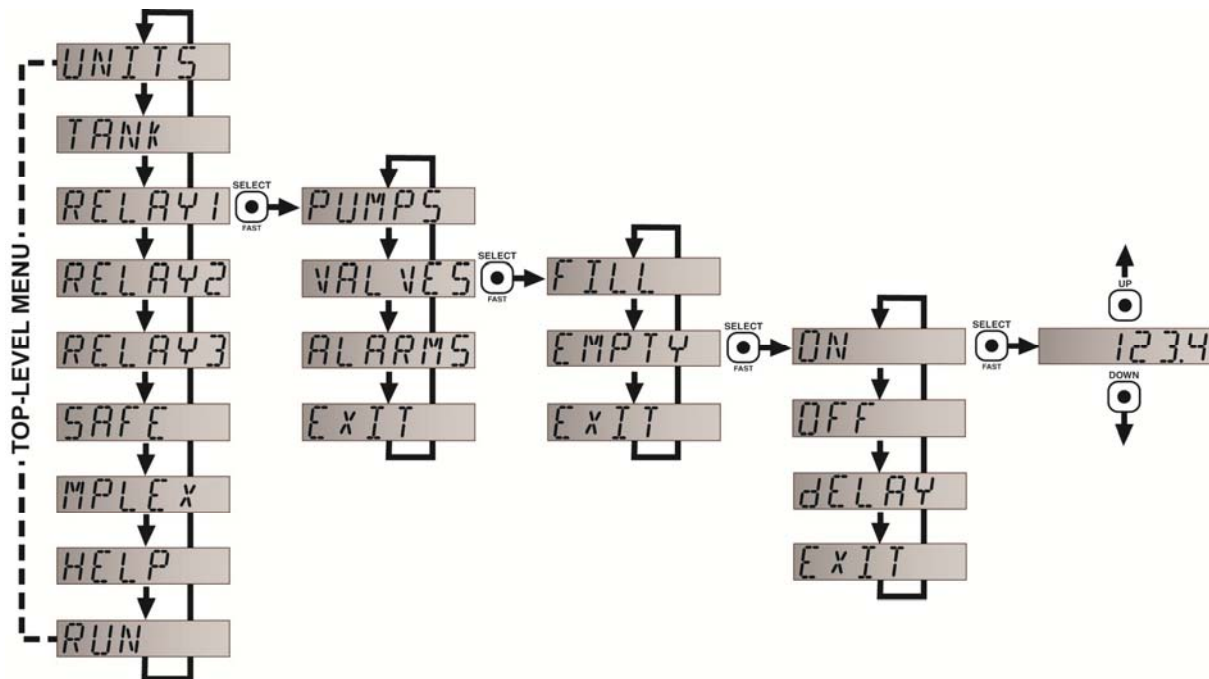 TOP-LEVEL MENU
UNITS
TANK
RELAY1
RELAY2
RELAY3
SAFE
MPLEX
HELP
RUN
SELECT
FAST
PUMPS
VALVES
ALARMS
EXIT
SELECT
FAST
FILL
EMPTY
EXIT
SELECT
FAST
ON
OFF
dELAY
EXIT
SELECT
FAST
UP
123.4
DOWN